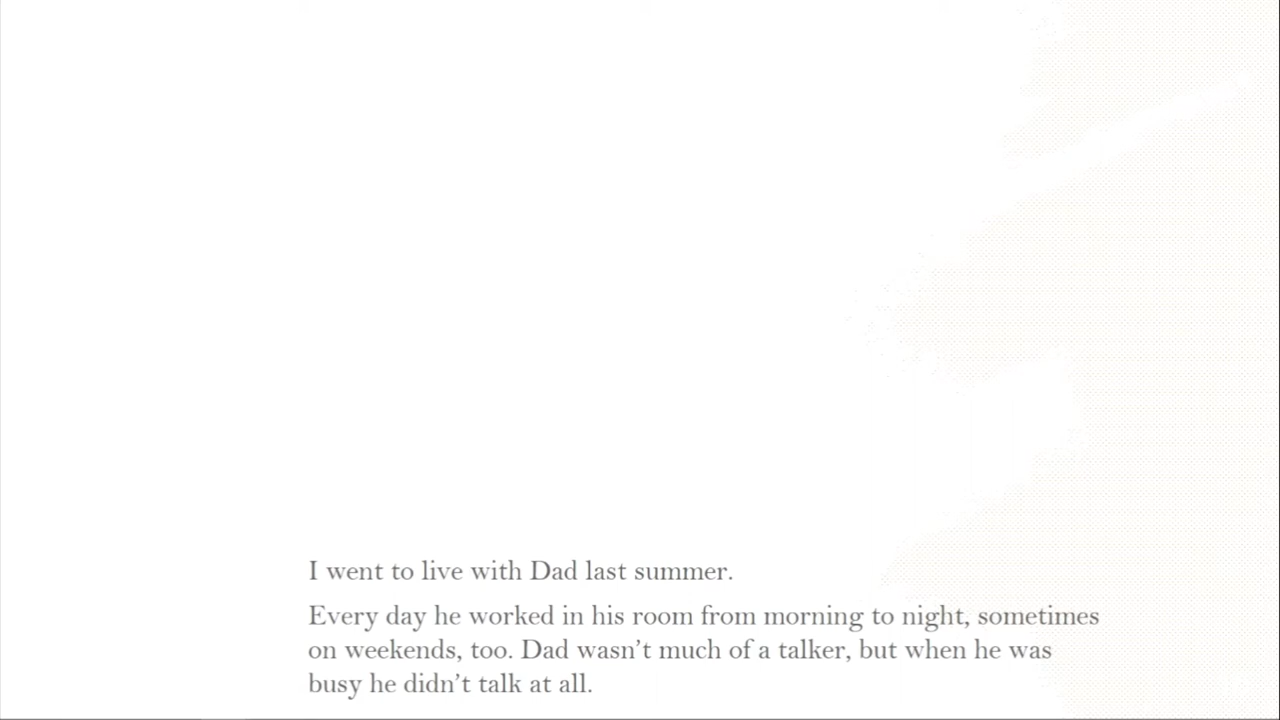 I went to live with Dad last summer.
Every day he worked in his room from morning to night, sometimes
on weekends, too. Dad wasn’t much of a talker, but when he was
busy he didn’t talk at all.